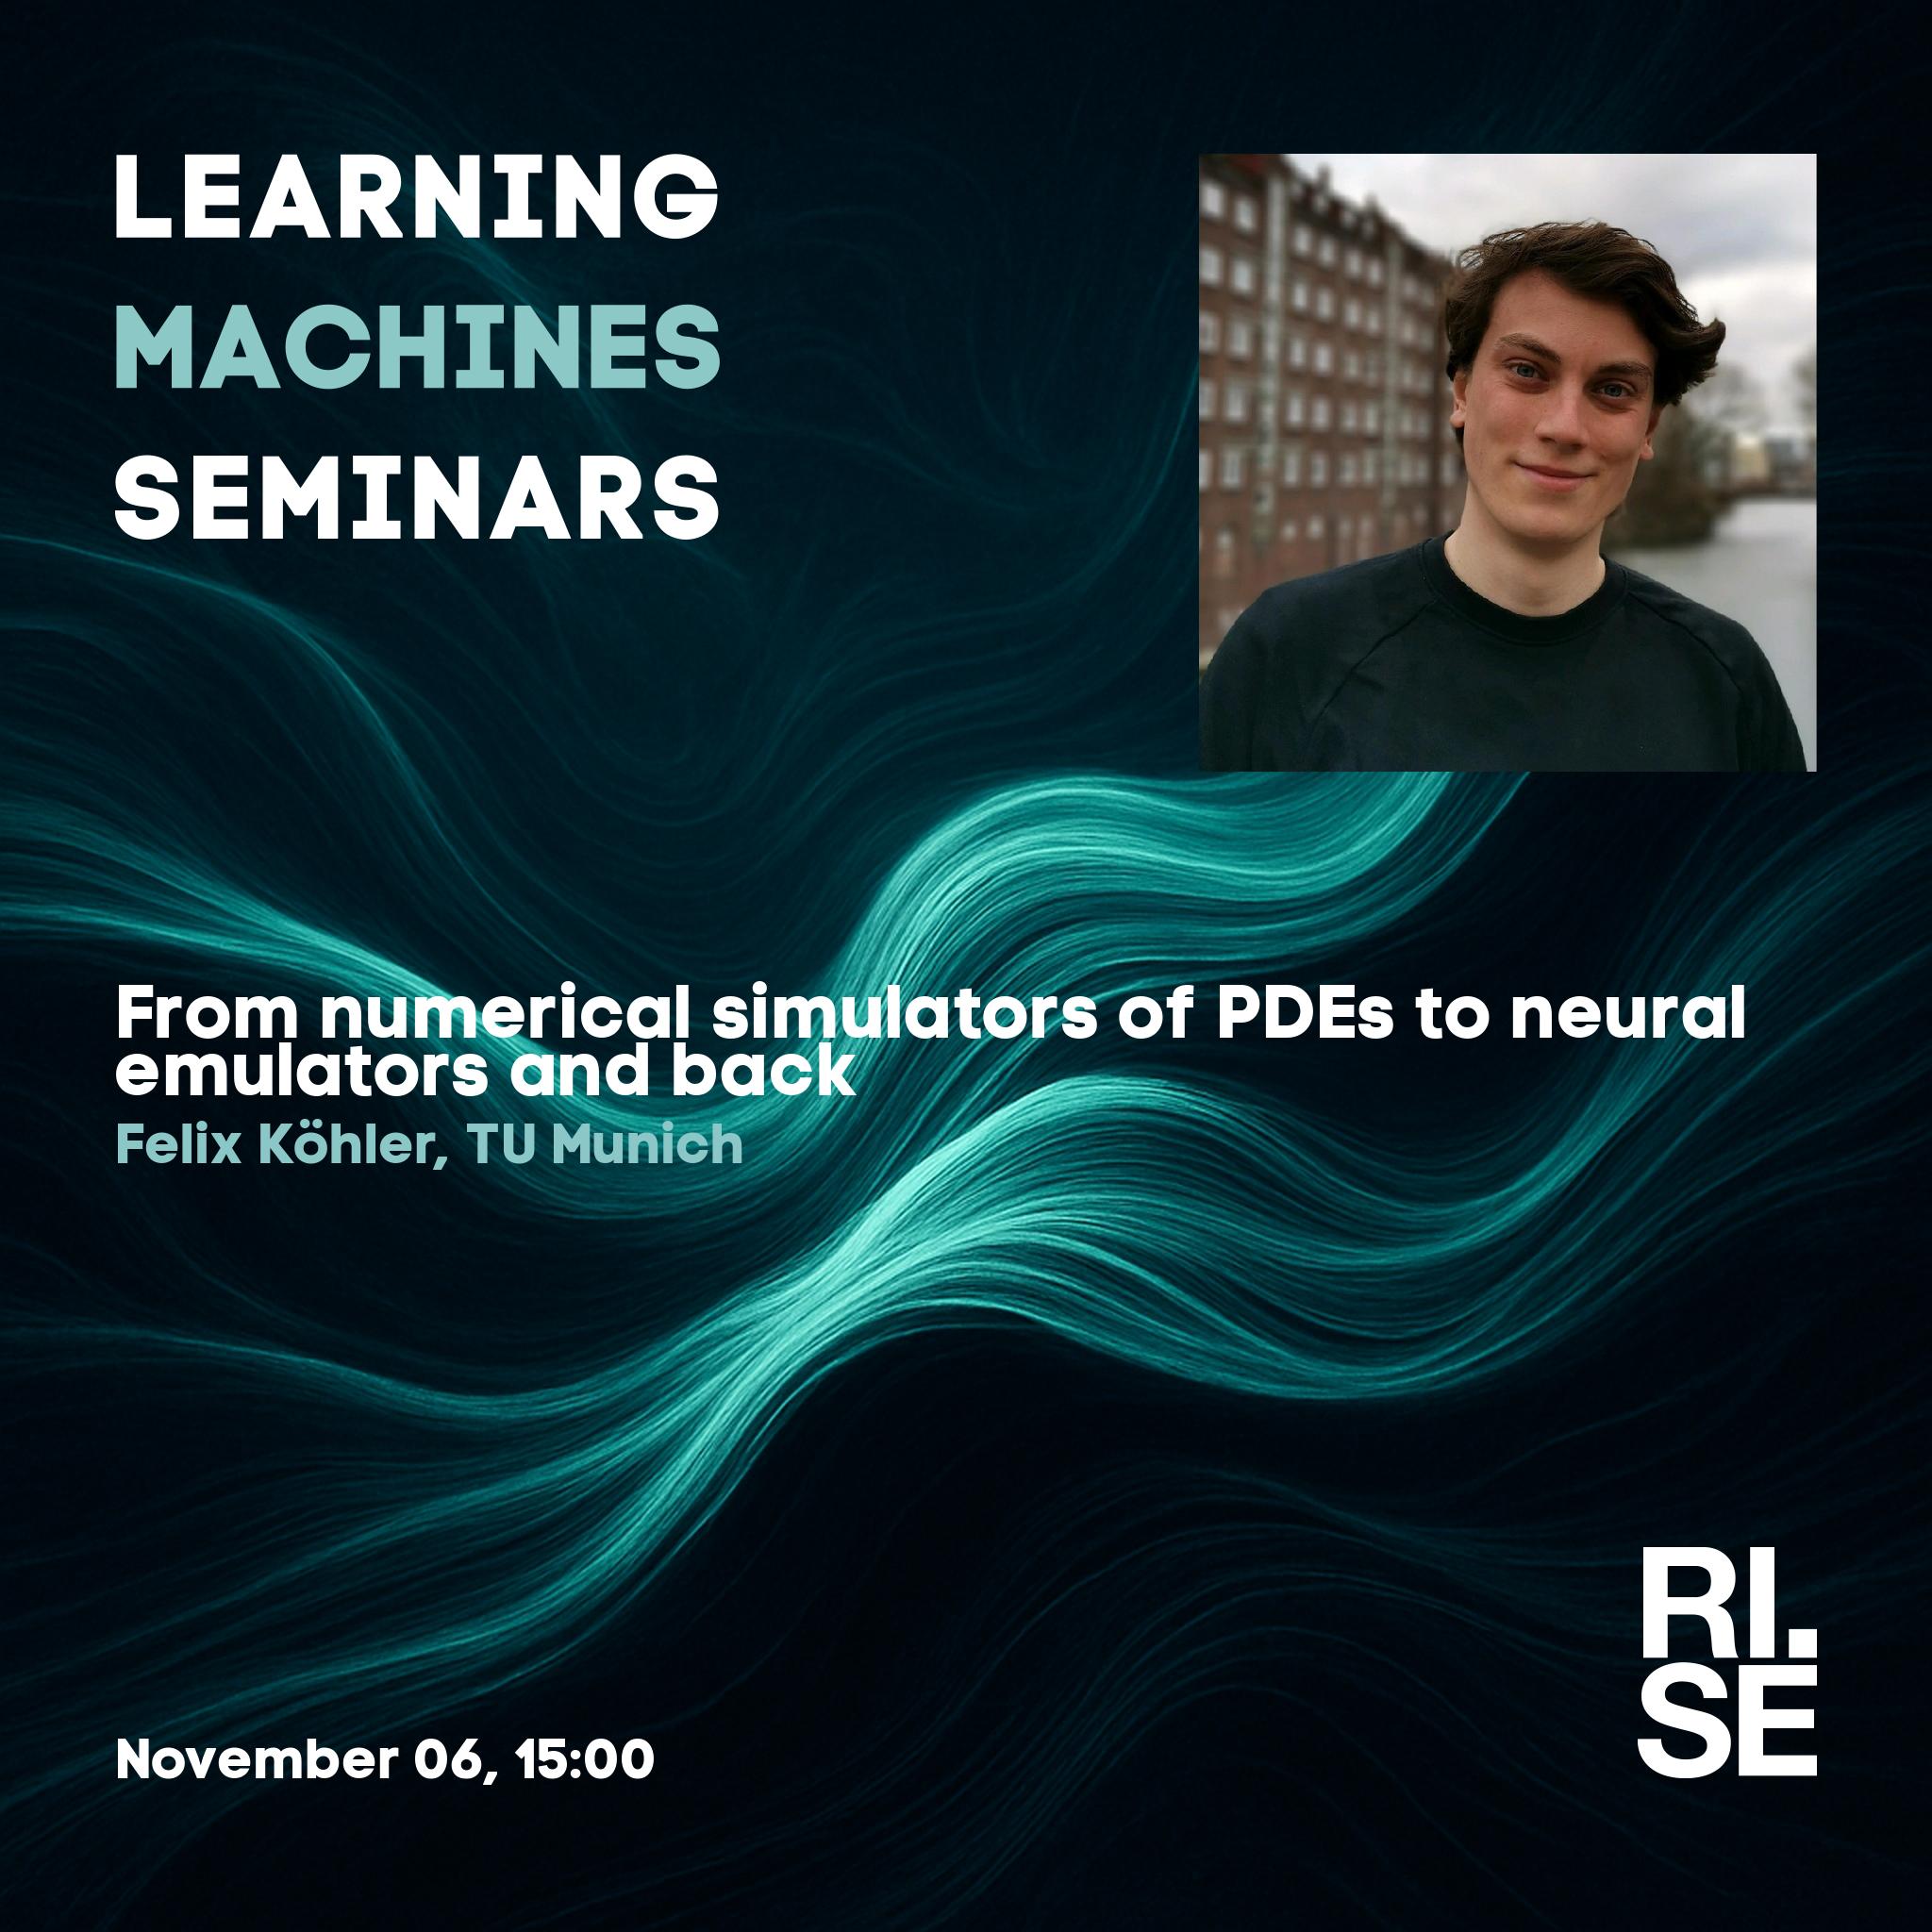 LEARNING
MACHINES
SEMINARS
From numerical simulators of PDEs to neural
emulators and back
Felix Köhler, TU Munich
November 06, 15:00
RI.
SE